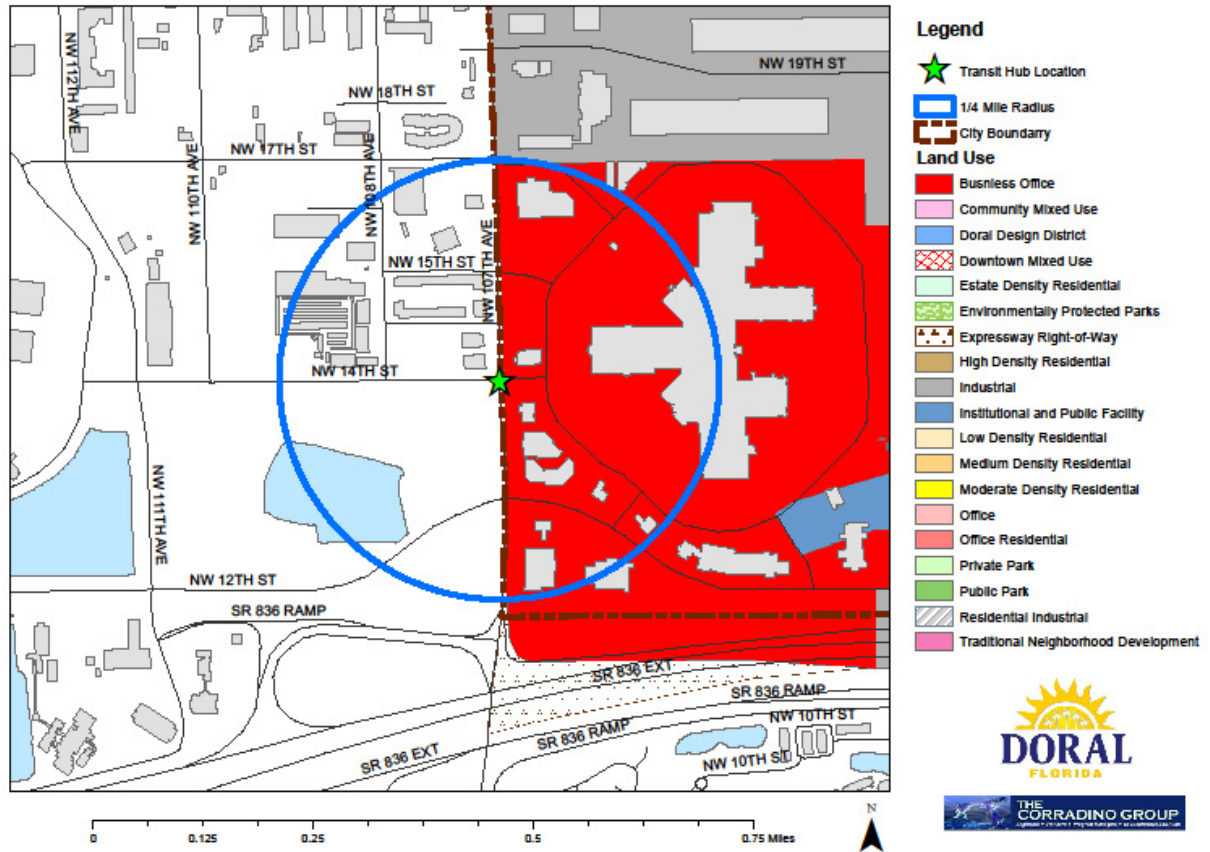 NW 112TH AVE
NW 19TH ST
NW 18TH ST
NW 17TH ST
NW 110TH AVE
NW 108TH AVE
NW 107TH AVE
NW 15TH ST
NW 14TH ST
NW 111TH AVE
NW 12TH ST
SR 836 RAMP
SR 836 EXT
SR 836 RAMP
NW 10TH ST
SR 836 RAMP
SR 836 EXT
NW 10TH ST
0
0.125
0.25
0.5
0.75 Miles
N
Legend
Transit Hub Location
1/4 Mile Radius
City Boundarry
Land Use
Busniess Office
Community Mixed Use
Doral Design District
Downtown Mixed Use
Estate Density Residential
Environmentally Protected Parks
Expressway Right-of-Way
High Density Residential
Industrial
Institutional and Public Facility
Low Density Residential
Medium Density Residential
Moderate Density Residential
Office
Office Residential
Private Park
Public Park
Residential Industrial
Traditional Neighborhood Development
DORAL
FLORIDA
THE
CORRADINO GROUP